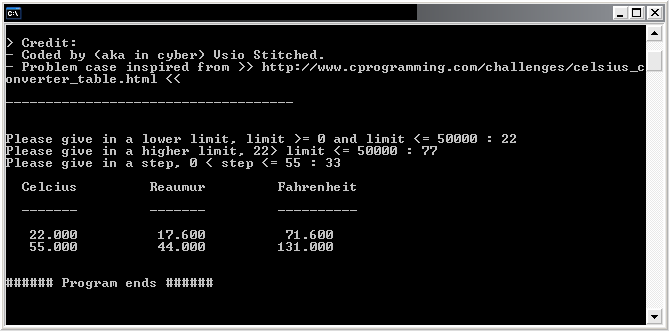 C:\
> Credit:
- Coded by (aka in cyber) Vsio Stitched.
- Problem case inspired from >> http://www.cprogramming.com/challenges/celsius_c
onverter_table.html <<
------------------------------------
Please give in a lower limit, limit >= 0 and limit <= 50000 : 22
Please give in a higher limit, 22> limit <= 50000 : 77
Please give in a step, 0 < step <= 55 : 33
Celcius Reaumur Fahrenheit
------- ------- ----------
22.000 17.600 71.600
55.000 44.000 131.000
###### Program ends ######